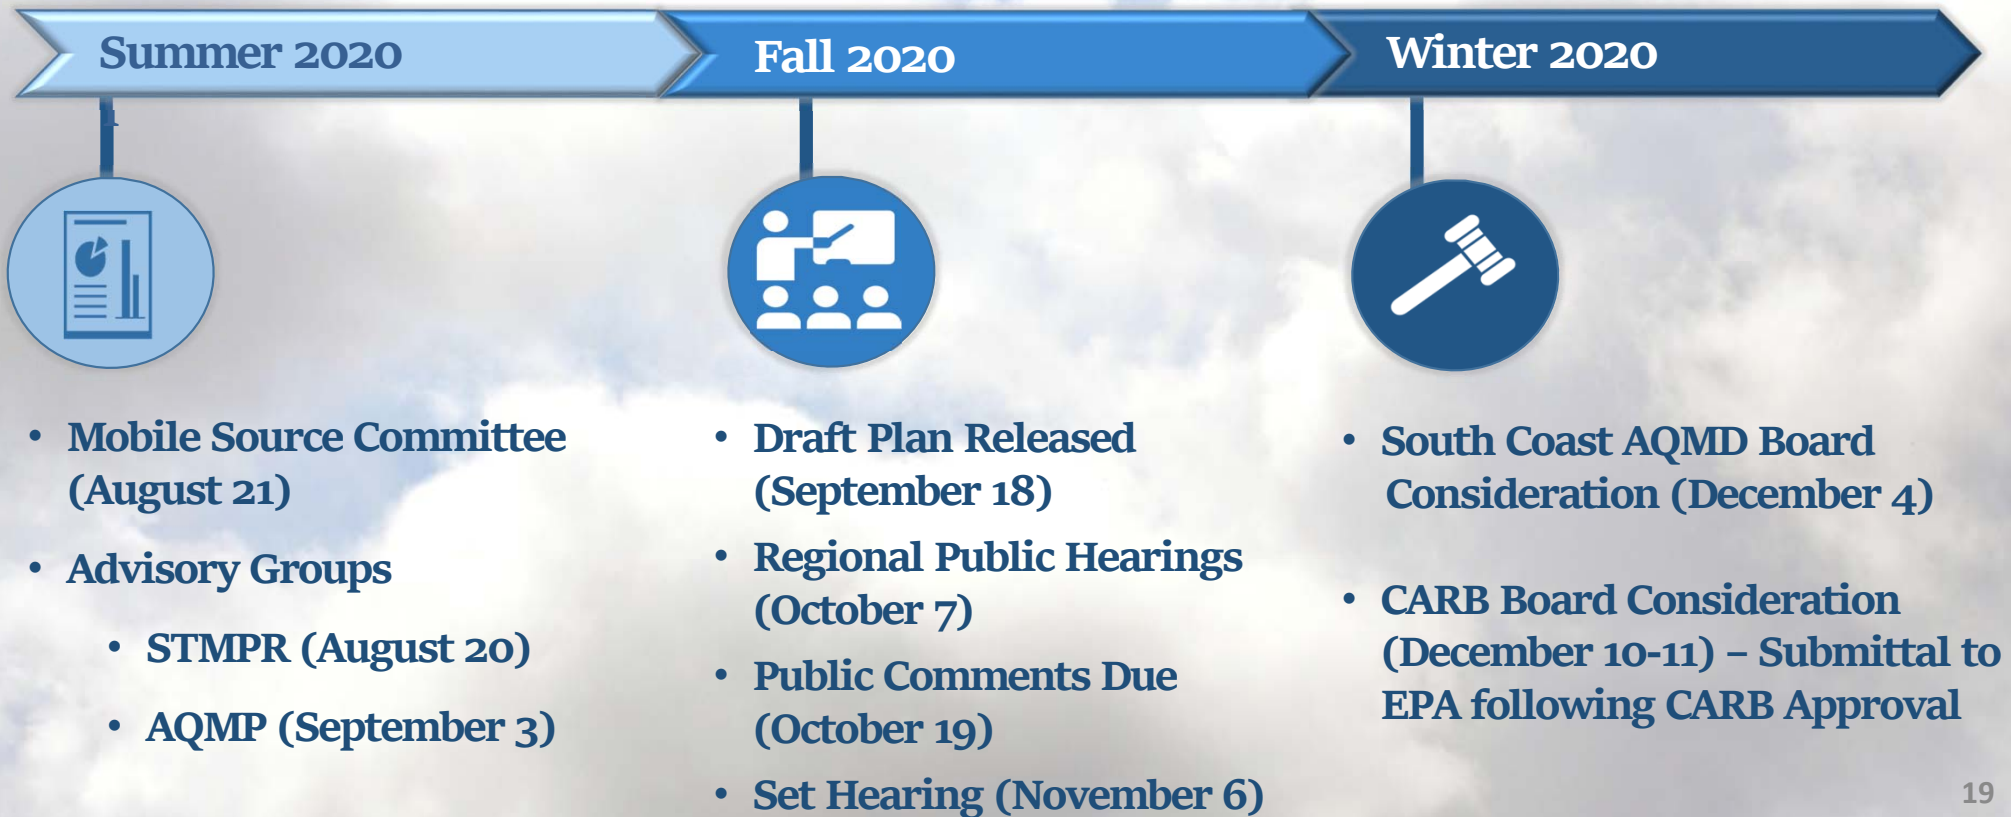 Summer 2020
1
• Mobile Source Committee
(August 21)
• Advisory Groups
• STMPR (August 20)
• AQMP (September 3)
Fall 2020
• Draft Plan Released
(September 18)
• Regional Public Hearings
(October 7)
• Public Comments Due
(October 19)
• Set Hearing (November 6)
Winter 2020
• South Coast AQMD Board
Consideration (December 4)
• CARB Board Consideration
(December 10-11) – Submittal to
EPA following CARB Approval
19